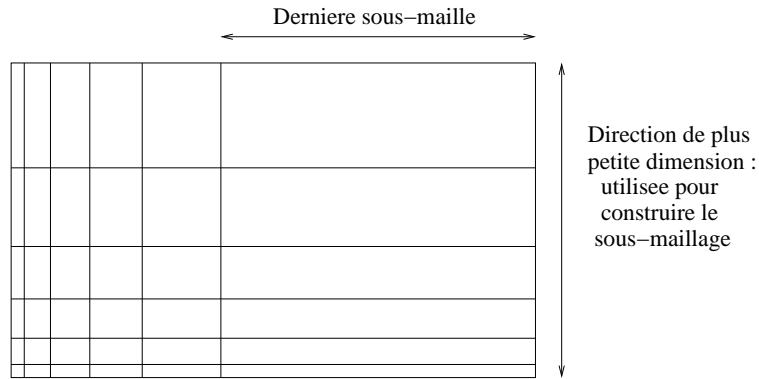 Derniere sous−maille
Direction de plus
petite dimension :
utilisee pour
construire le
sous−maillage